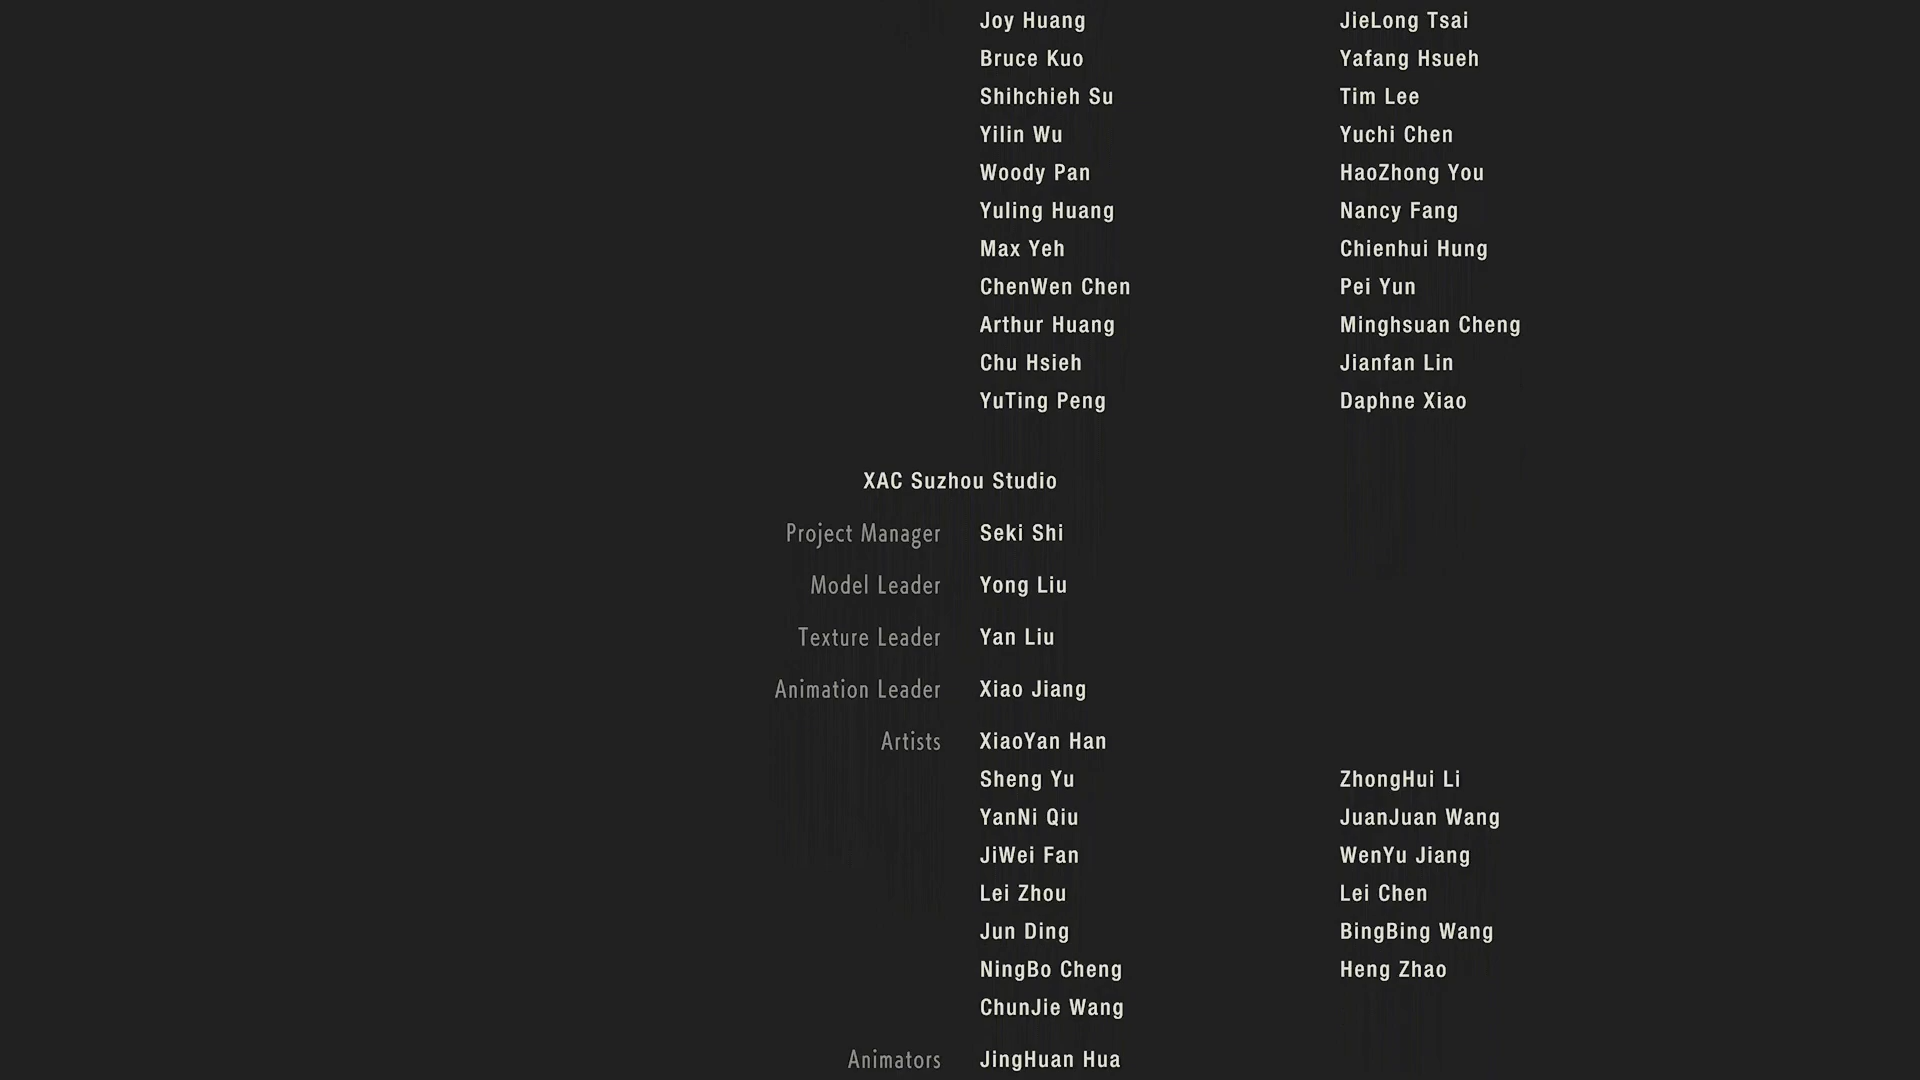 Joy Huang JieLong Tsai
Bruce Kuo Yafang Hsueh
Shihchieh Su Tim Lee
Yilin Wu Yuchi Chen
Woody Pan HaoZhong You
Yuling Huang Nancy Fang
Max Yeh Chienhui Hung
ChenWen Chen Pei Yun
Arthur Huang Minghsuan Cheng
Chu Hsieh Jianfan Lin
YuTing Peng Daphne Xiao
XAC Suzhou Studio
Project Manager Seki Shi
Model Leader Yong Liu
Texture Leader Yan Liu
Animation Leader Xiao Jiang
Artists XiaoYan Han
Sheng Yu ZhongHui Li
YanNi Qiu JuanJuan Wang
JiWei Fan WenYu Jiang
Lei Zhou Lei Chen
Jun Ding BingBing Wang
NingBo Cheng Heng Zhao
ChunJie Wang
Animators JingHuan Hua